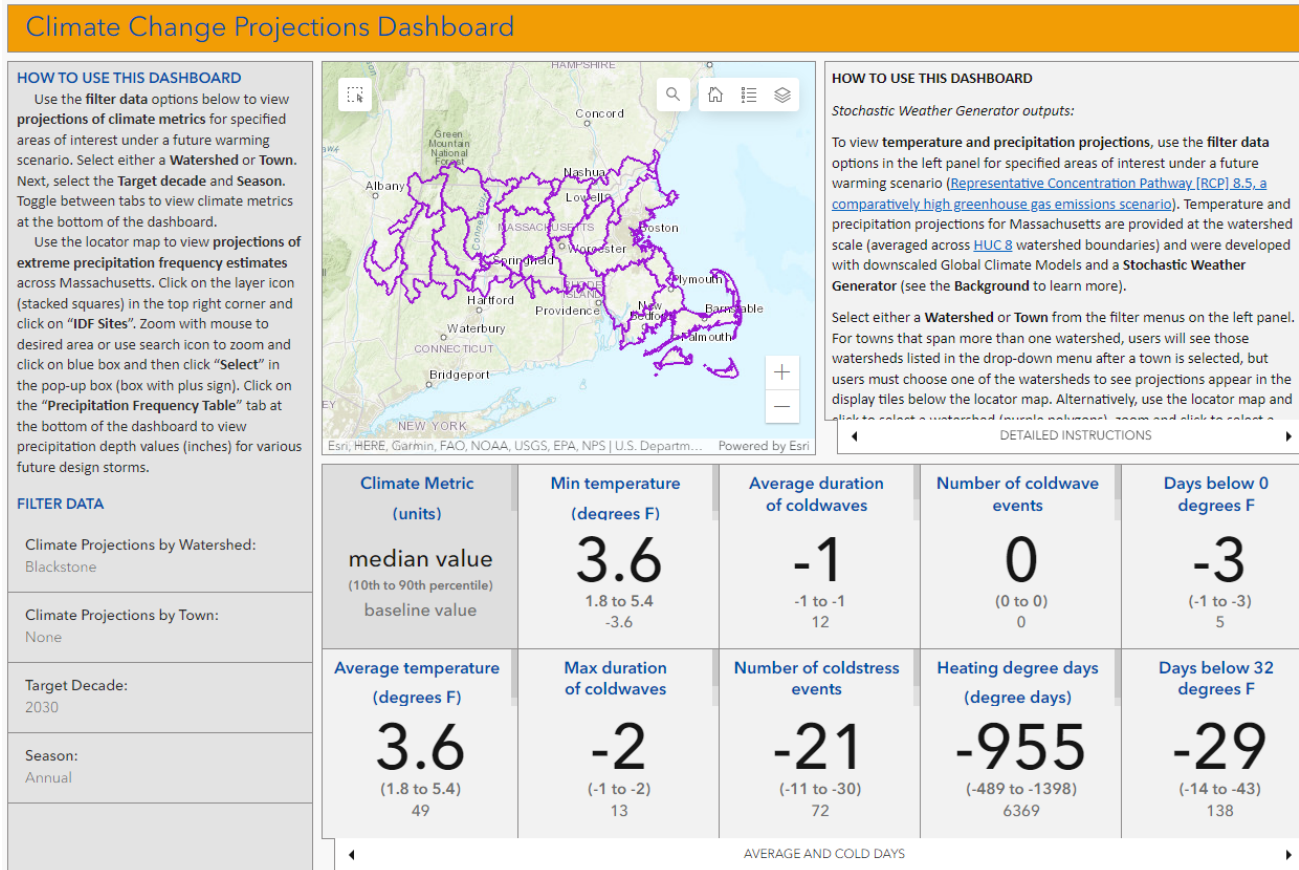 Climate Change Projections Dashboard
HOW TO USE THIS DASHBOARD
Use the filter data options below to view
projections of climate metrics for specified
areas of interest under a future warming
scenario. Select either a Watershed or Town.
Next, select the Target decade and Season.
Toggle between tabs to view climate metrics
at the bottom of the dashboard.
Use the locator map to view projections of
extreme precipitation frequency estimates
across Massachusetts. Click on the layer icon
(stacked squares) in the top right corner and
click on "IDF Sites". Zoom with mouse to
desired area or use search icon to zoom and
click on blue box and then click "Select" in
the pop-up box (box with plus sign). Click on
the "Precipitation Frequency Table" tab at
the bottom of the dashboard to view
precipitation depth values (inches) for various
future design storms.
FILTER DATA
Climate Projections by Watershed:
Blackstone
Climate Projections by Town:
None
Target Decade:
2030
Season:
Annual
HAMPSHIRE
Concord
Green
Mountain
National
Forest
Albany
Nashua
Lowell
MASSACHUSETTS
Boston
Worcester
Springfield
Plymouth
RHODE
ISLAND
Hartford
Providence
New
Bedford
Barnstable
Waterbury
Falmouth
CONNECTICUT
Bridgeport
NEW YORK
Esri, HERE, Garmin, FAO, NOAA, USGS, EPA, NPS | U.S. Departm...
Powered by Esri
HOW TO USE THIS DASHBOARD
Stochastic Weather Generator outputs:
To view temperature and precipitation projections, use the filter data
options in the left panel for specified areas of interest under a future
warming scenario (Representative Concentration Pathway [RCP] 8.5, a
comparatively high greenhouse gas emissions scenario). Temperature and
precipitation projections for Massachusetts are provided at the watershed
scale (averaged across HUC 8 watershed boundaries) and were developed
with downscaled Global Climate Models and a Stochastic Weather
Generator (see the Background to learn more).
Select either a Watershed or Town from the filter menus on the left panel.
For towns that span more than one watershed, users will see those
watersheds listed in the drop-down menu after a town is selected, but
users must choose one of the watersheds to see projections appear in the
display tiles below the locator map. Alternatively, use the locator map and
click to select a watershed (purple polygons), zoom and click to select a
DETAILED INSTRUCTIONS
Climate Metric
(units)
median value
(10th to 90th percentile)
baseline value
Min temperature
(degrees F)
3.6
1.8 to 5.4
-3.6
Average duration
of coldwaves
-1
-1 to -1
12
Number of coldwave
events
0
(0 to 0)
0
Days below 0
degrees F
-3
(-1 to -3)
5
Average temperature
(degrees F)
3.6
(1.8 to 5.4)
49
Max duration
of coldwaves
-2
(-1 to -2)
13
Number of coldstress
events
-21
(-11 to -30)
72
Heating degree days
(degree days)
-955
(-489 to -1398)
6369
Days below 32
degrees F
-29
(-14 to -43)
138
AVERAGE AND COLD DAYS